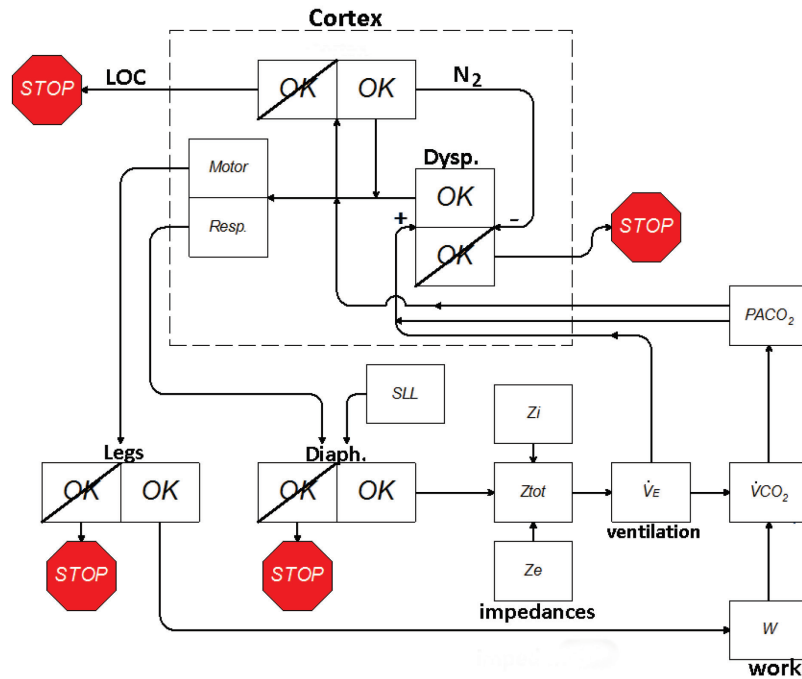 Cortex
STOP
LOC
OK
OK
N2
Motor
Resp.
Dysp.
OK
+
-
OK
STOP
PACO2
SLL
Zi
Legs
OK
OK
Diaph.
OK
OK
Ztot
V̇E
V̇CO2
ventilation
STOP
STOP
Ze
impedances
W
work